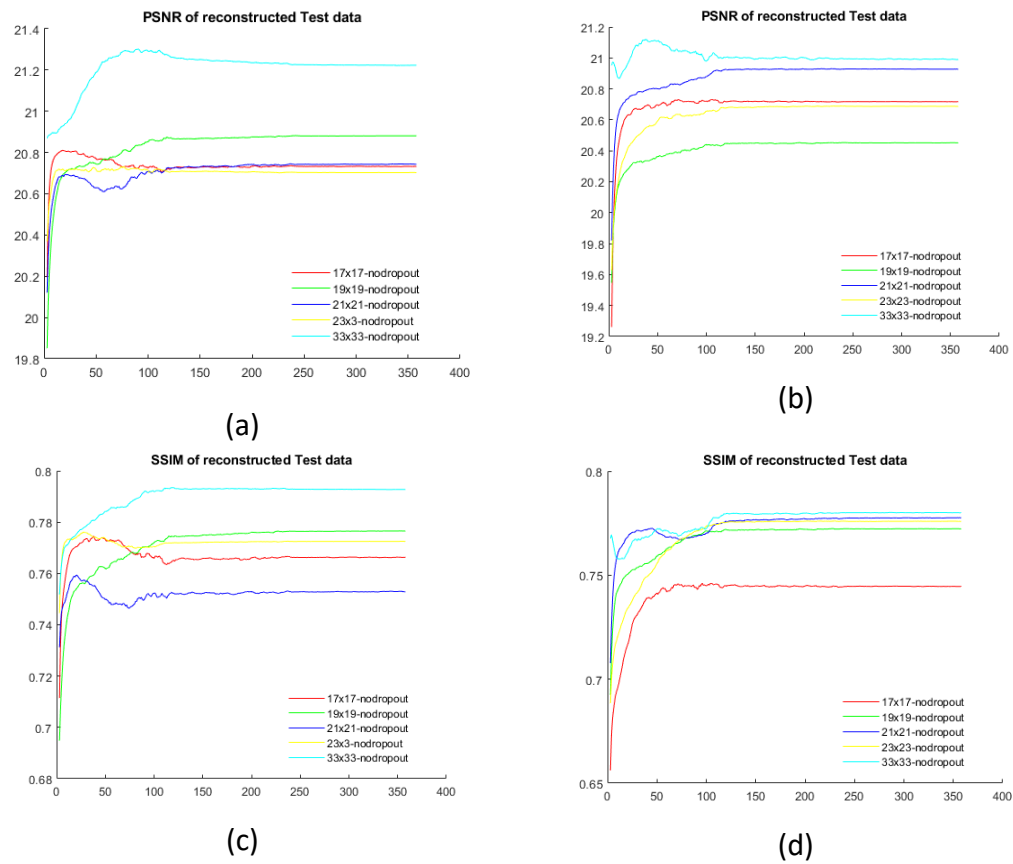 PSNR of reconstructed Test data
21.4
21.2
21
20.8
20.6
20.4
20.2
20
19.8
0
50
100
150
200
250
300
350
400
17x17-nodropout
19x19-nodropout
21x21-nodropout
23x3-nodropout
33x33-nodropout
(a)
PSNR of reconstructed Test data
21.2
21
20.8
20.6
20.4
20.2
20
19.8
19.6
19.4
19.2
0
50
100
150
200
250
300
350
400
17x17-nodropout
19x19-nodropout
21x21-nodropout
23x23-nodropout
33x33-nodropout
(b)
SSIM of reconstructed Test data
0.8
0.78
0.76
0.74
0.72
0.7
0.68
0
50
100
150
200
250
300
350
400
17x17-nodropout
19x19-nodropout
21x21-nodropout
23x3-nodropout
33x33-nodropout
(c)
SSIM of reconstructed Test data
0.8
0.75
0.7
0.65
0
50
100
150
200
250
300
350
400
17x17-nodropout
19x19-nodropout
21x21-nodropout
23x23-nodropout
33x33-nodropout
(d)